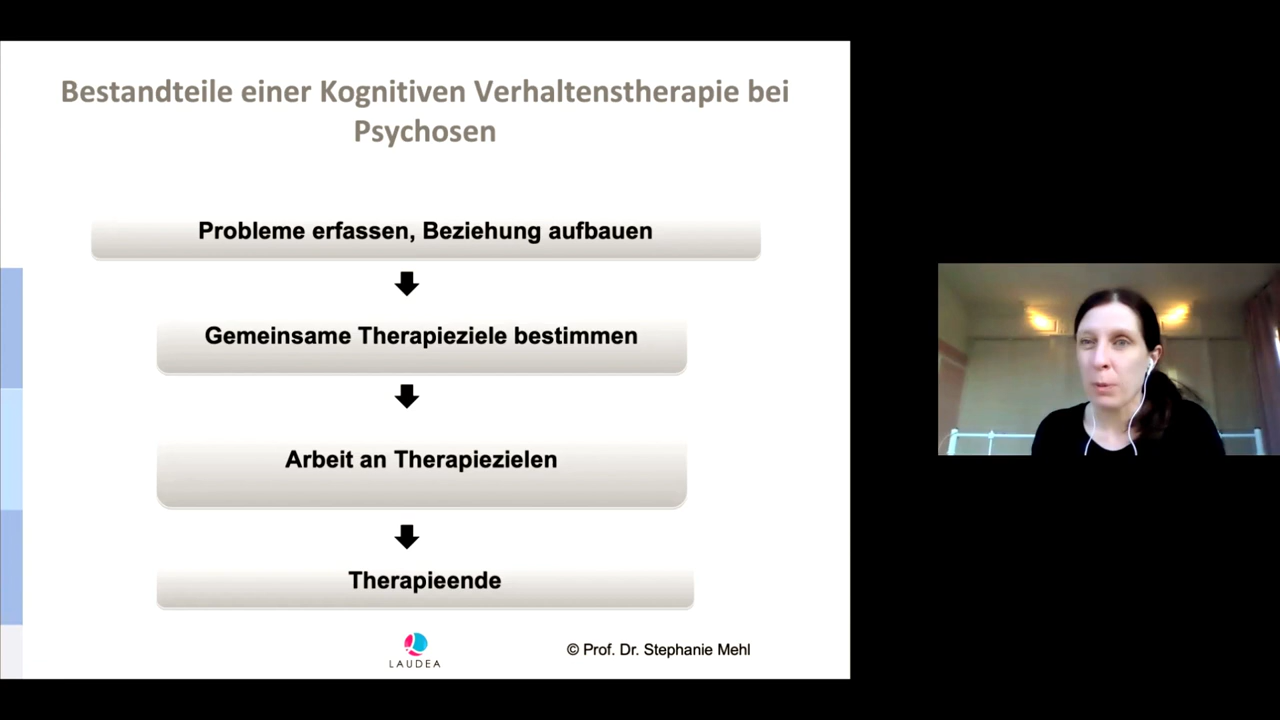 Bestandteile einer Kognitiven Verhaltenstherapie bei
Psychosen
Probleme erfassen, Beziehung aufbauen
Gemeinsame Therapieziele bestimmen
Arbeit an Therapiezielen
Therapieende
LAUDEA
© Prof. Dr. Stephanie Mehl